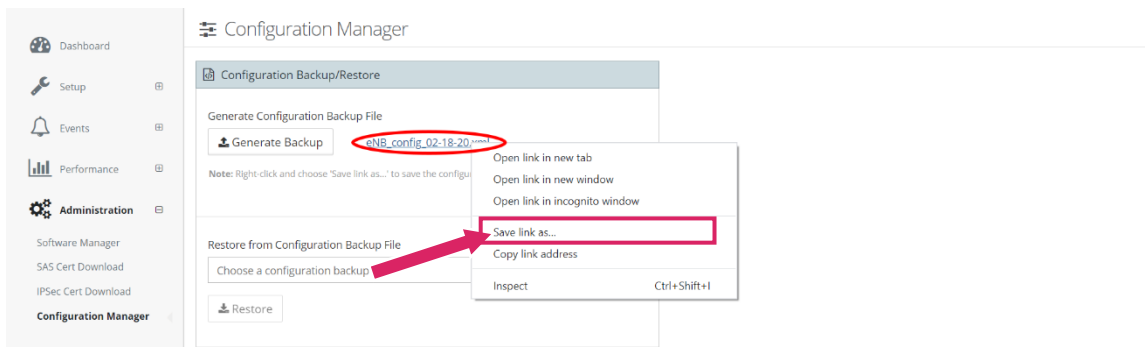 Configuration Manager
Dashboard
Setup
Events
Performance
Administration
Software Manager
SAS Cert Download
IPSec Cert Download
Configuration Manager
Configuration Backup/Restore
Generate Configuration Backup File
Generate Backup
eNB_config_02-18-20.xml
Note: Right-click and choose 'Save link as...' to save the configu
Restore from Configuration Backup File
Choose a configuration backup
Restore
Open link in new tab
Open link in new window
Open link in incognito window
Save link as...
Copy link address
Inspect Ctrl+Shift+I